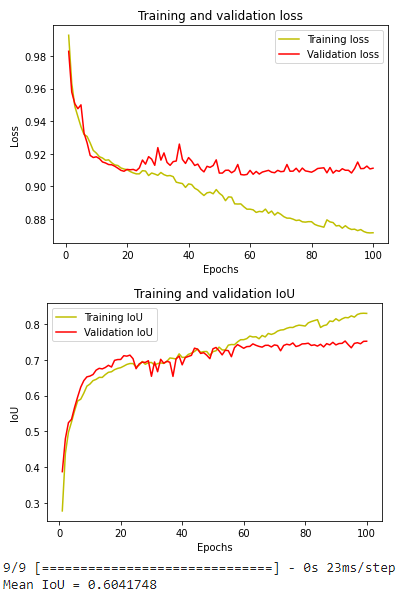 Training and validation loss
Training loss
Validation loss
0.98
0.96
0.94
0.92
0.90
0.88
Loss
0 20 40 60 80 100
Epochs
Training and validation IoU
Training IoU
Validation IoU
0.8
0.7
0.6
0.5
0.4
0.3
IoU
0 20 40 60 80 100
Epochs
9/9 [==============================] - 0s 23ms/step
Mean IoU = 0.6041748